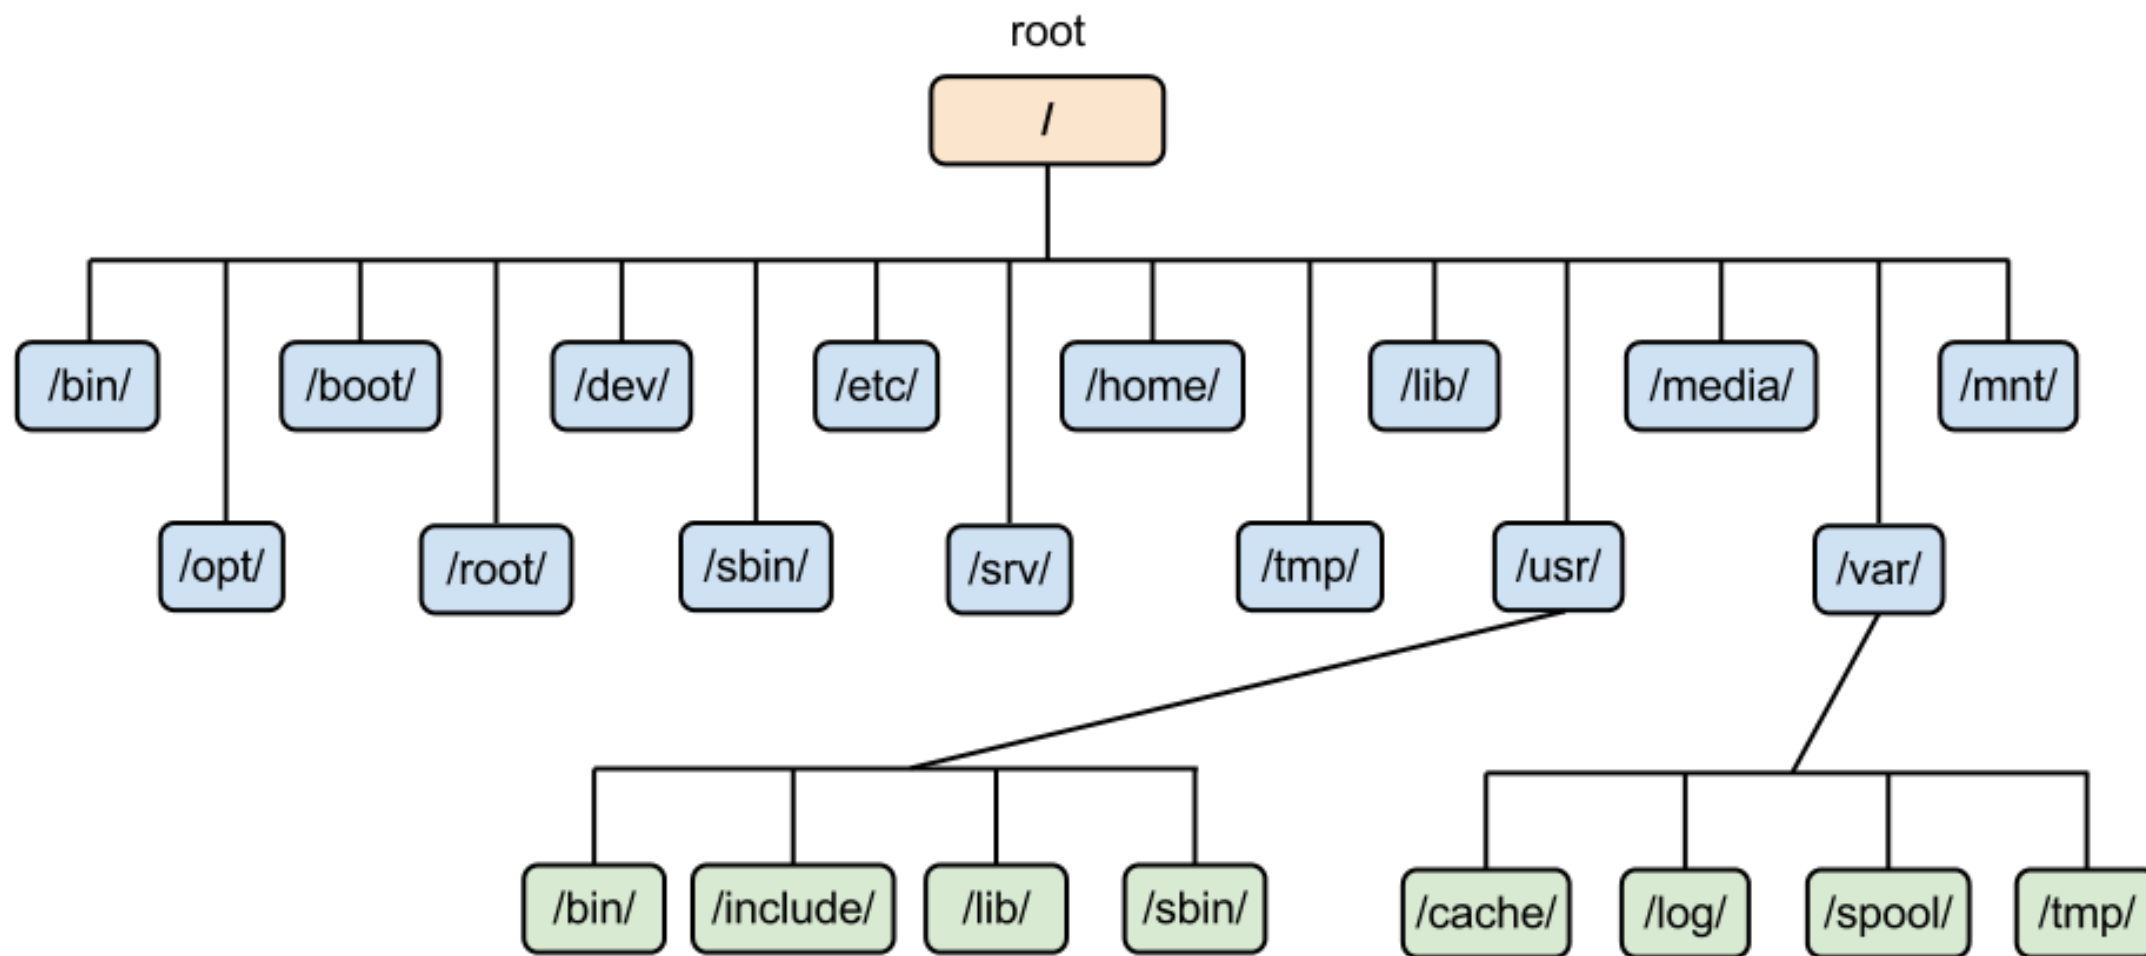 root
/
/bin/ /boot/ /dev/ /etc/ /home/ /lib/ /media/ /mnt/
/opt/ /root/ /sbin/ /srv/ /tmp/ /usr/ /var/
/bin/ /include/ /lib/ /sbin/ /cache/ /log/ /spool/ /tmp/